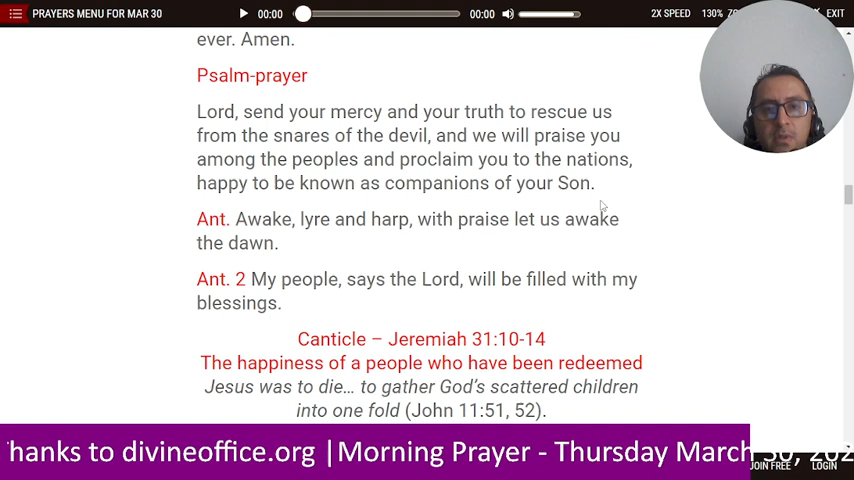 PRAYERS MENU FOR MAR 30 00:00 00:00 2X SPEED 130% EXIT
ever. Amen.
Psalm-prayer
Lord, send your mercy and your truth to rescue us
from the snares of the devil, and we will praise you
among the peoples and proclaim you to the nations,
happy to be known as companions of your Son.
Ant. Awake, lyre and harp, with praise let us awake
the dawn.
Ant. 2 My people, says the Lord, will be filled with my
blessings.
Canticle – Jeremiah 31:10-14
The happiness of a people who have been redeemed
Jesus was to die… to gather God’s scattered children
into one fold (John 11:51, 52).
hanks to divineoffice.org |Morning Prayer - Thursday March 30, 202
JOIN FREE LOGIN